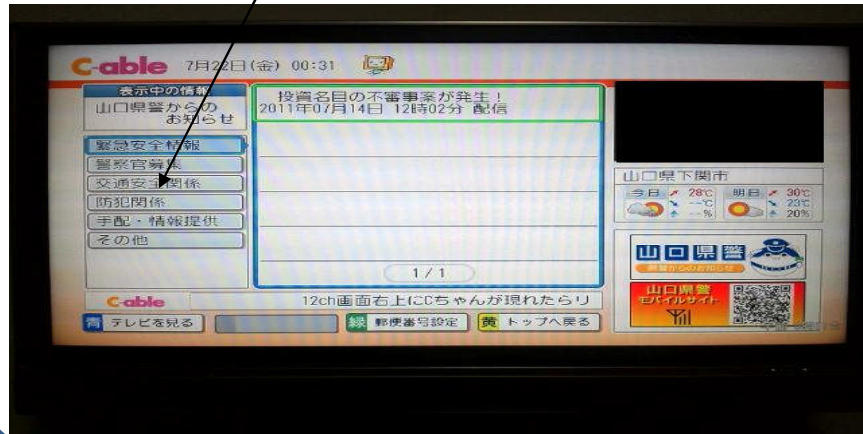 C-able 7月22日(金) 00:31
表示中の情報
山口県警からの
お知らせ
投資名目の不審事案が発生!
2011年07月14日 12時02分 配信
緊急安全情報
警察官募集
交通安全関係
防犯関係
手配・情報提供
その他
1/1
山口県下関市
今日 28℃ 明日 30℃
--℃ 23℃
--% 20%
山口県警
県警からのお知らせ
山口県警
モバイルサイト
C-able 12ch画面右上にCちゃんが現れたらリ
青 テレビを見る 緑 郵便番号設定 黄 トップへ戻る